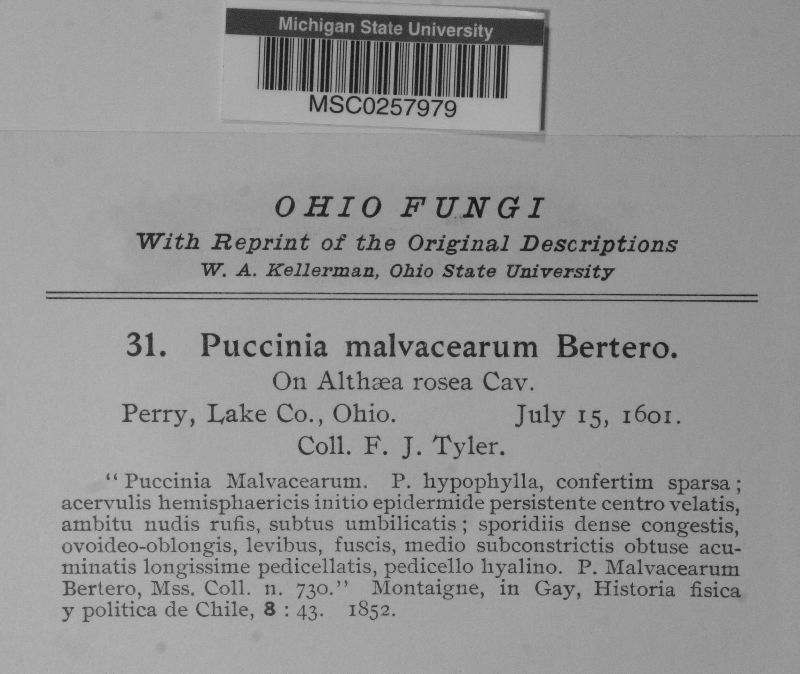 Michigan State University
MSC0257979
OHIO FUNGI
With Reprint of the Original Descriptions
W. A. Kellerman, Ohio State University
31. Puccinia malvacearum Bertero.
On Althæa rosea Cav.
Perry, Lake Co., Ohio. July 15, 1601.
Coll. F. J. Tyler.
“Puccinia Malvacearum. P. hypophylla, confertim sparsa;
acervulis hemisphaericis initio epidermide persistente centro velatis,
ambitu nudis rufis, subtus umbilicatis; sporidiis dense congestis,
ovoideo-oblongis, levibus, fuscis, medio subconstrictis obtuse acu-
minatis longissime pedicellatis, pedicello hyalino. P. Malvacearum
Bertero, Mss. Coll. n. 730.” Montaigne, in Gay, Historia fisica
y politica de Chile, 8 : 43. 1852.